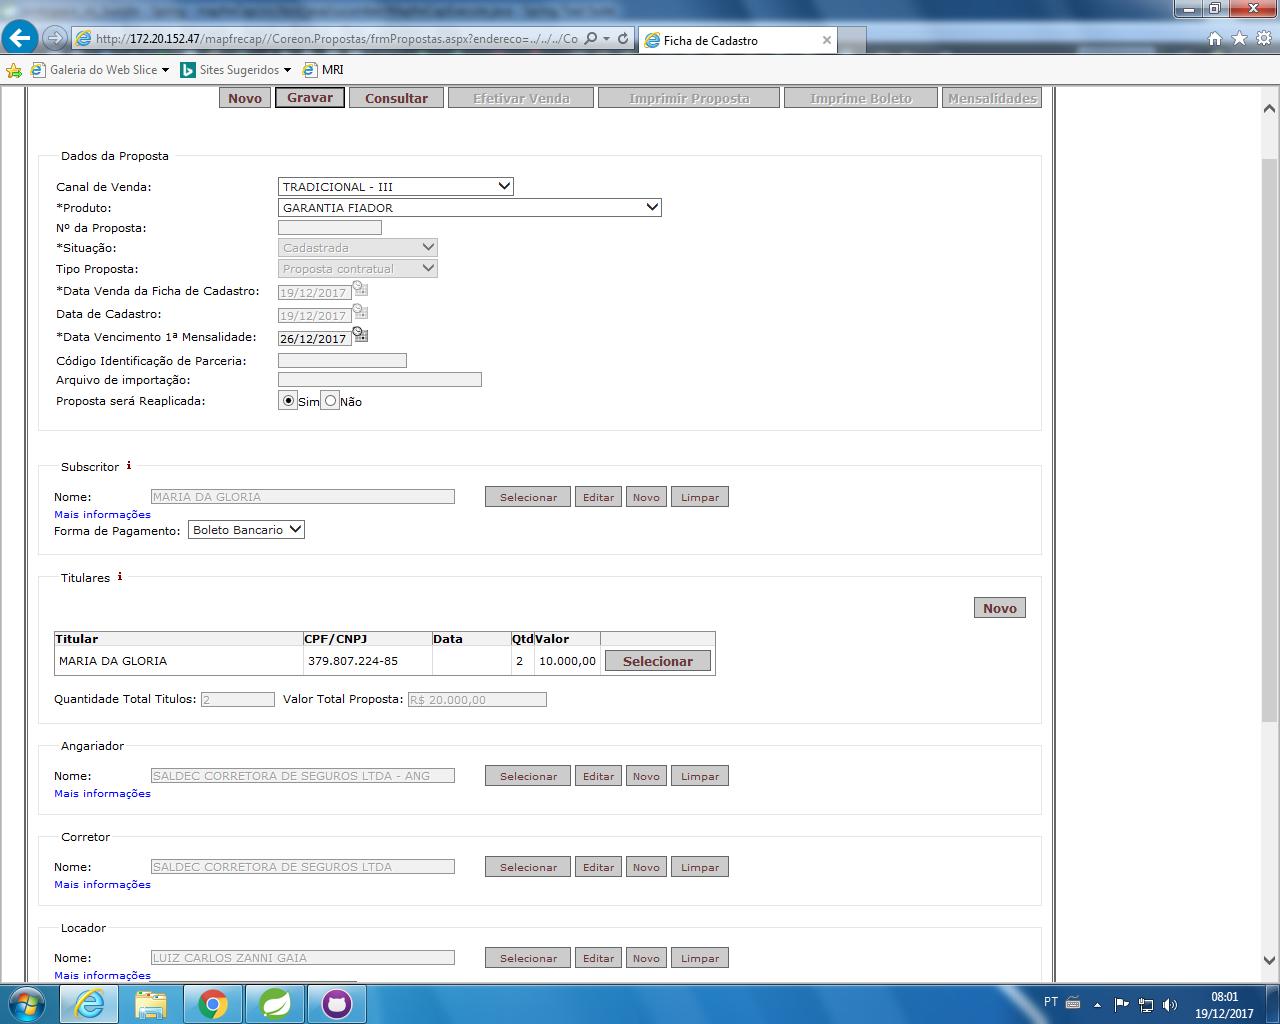 http://172.20.152.47/mapfrecap//Coreon.Propostas/frmPropostas.aspx?endereco=../../../Co
Ficha de Cadastro
Galeria do Web Slice
Sites Sugeridos
MRI
Novo Gravar Consultar Efetivar Venda Imprimir Proposta Imprime Boleto Mensalidades
Dados da Proposta
Canal de Venda: TRADICIONAL - III
*Produto: GARANTIA FIADOR
Nº da Proposta:
*Situação: Cadastrada
Tipo Proposta: Proposta contratual
*Data Venda da Ficha de Cadastro: 19/12/2017
Data de Cadastro: 19/12/2017
*Data Vencimento 1ª Mensalidade: 26/12/2017
Código Identificação de Parceria:
Arquivo de importação:
Proposta será Reaplicada: Sim Não
Subscritor i
Nome: MARIA DA GLORIA Selecionar Editar Novo Limpar
Mais informações
Forma de Pagamento: Boleto Bancario
Titulares i
Novo
Titular CPF/CNPJ Data Qtd Valor
MARIA DA GLORIA 379.807.224-85 2 10.000,00 Selecionar
Quantidade Total Titulos: 2 Valor Total Proposta: R$ 20.000,00
Angariador
Nome: SALDEC CORRETORA DE SEGUROS LTDA - ANG Selecionar Editar Novo Limpar
Mais informações
Corretor
Nome: SALDEC CORRETORA DE SEGUROS LTDA Selecionar Editar Novo Limpar
Mais informações
Locador
Nome: LUIZ CARLOS ZANNI GAIA Selecionar Editar Novo Limpar
Mais informações
PT 08:01
19/12/2017